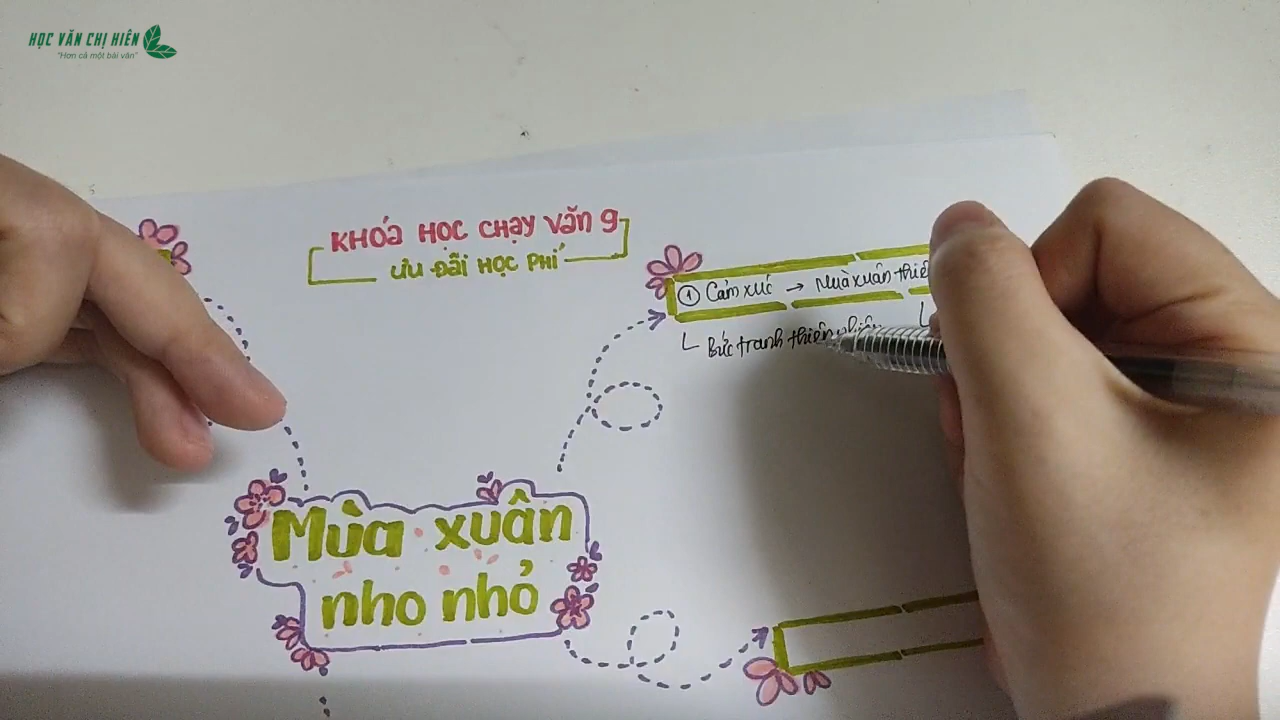 HỌC VĂN CHỊ HIÊN
"Hơn cả một bài văn"
KHÓA HỌC CHẠY VĂN 9
ƯU ĐÃI HỌC PHÍ
① Cảm xúc → Mùa xuân
Bức tranh thiên
Mùa xuân
nho nhỏ